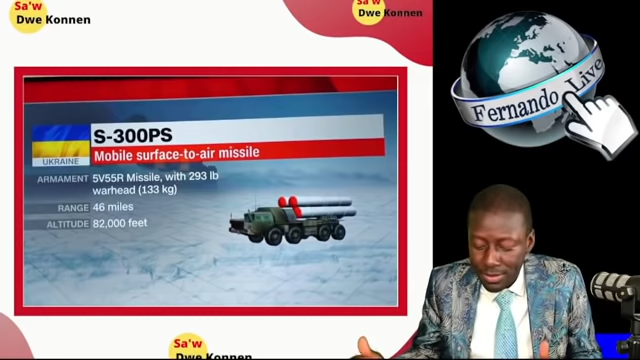 Sa'w
Dwe Konnen
Sa'w
Dwe Konnen
S-300PS
Mobile surface-to-air missile
UKRAINE
ARMAMENT 5V55R Missile, with 293 lb
warhead (133 kg)
RANGE 46 miles
ALTITUDE 82,000 feet
Fernando Live
Sa'w
Dwe Konnen